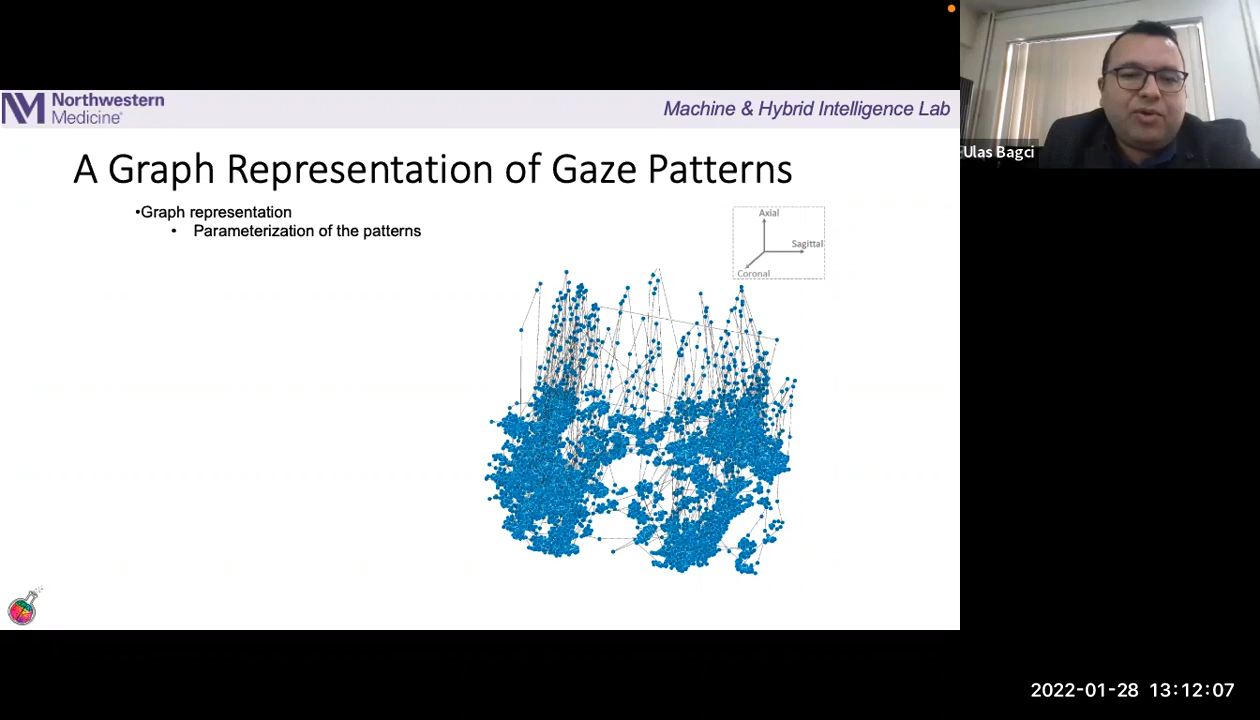 Northwestern
Medicine®
Machine & Hybrid Intelligence Lab
A Graph Representation of Gaze Patterns
•Graph representation
• Parameterization of the patterns
Axial
Sagittal
Coronal
Ulas Bagci
2022-01-28 13:12:07